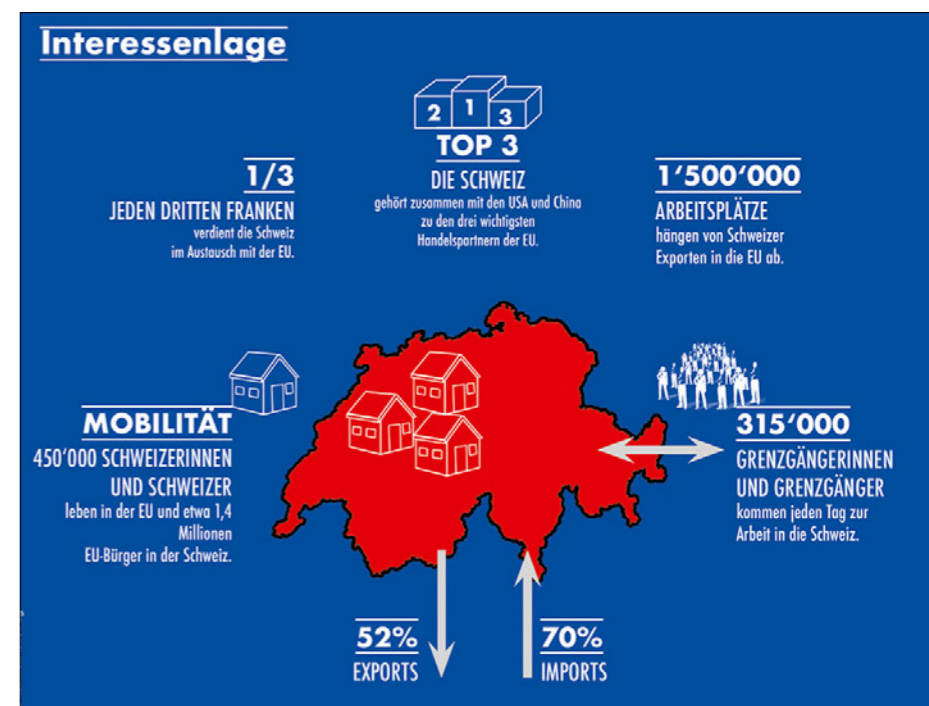 Interessenlage
2 1 3
TOP 3
DIE SCHWEIZ
gehört zusammen mit den USA und China
zu den drei wichtigsten
Handelspartnern der EU.
1/3
JEDEN DRITTEN FRANKEN
verdient die Schweiz
im Austausch mit der EU.
1‘500‘000
ARBEITSPLÄTZE
hängen von Schweizer
Exporten in die EU ab.
MOBILITÄT
450‘000 SCHWEIZERINNEN
UND SCHWEIZER
leben in der EU und etwa 1,4
Millionen
EU-Bürger in der Schweiz.
315‘000
GRENZGÄNGERINNEN
UND GRENZGÄNGER
kommen jeden Tag zur
Arbeit in die Schweiz.
52%
EXPORTS
70%
IMPORTS